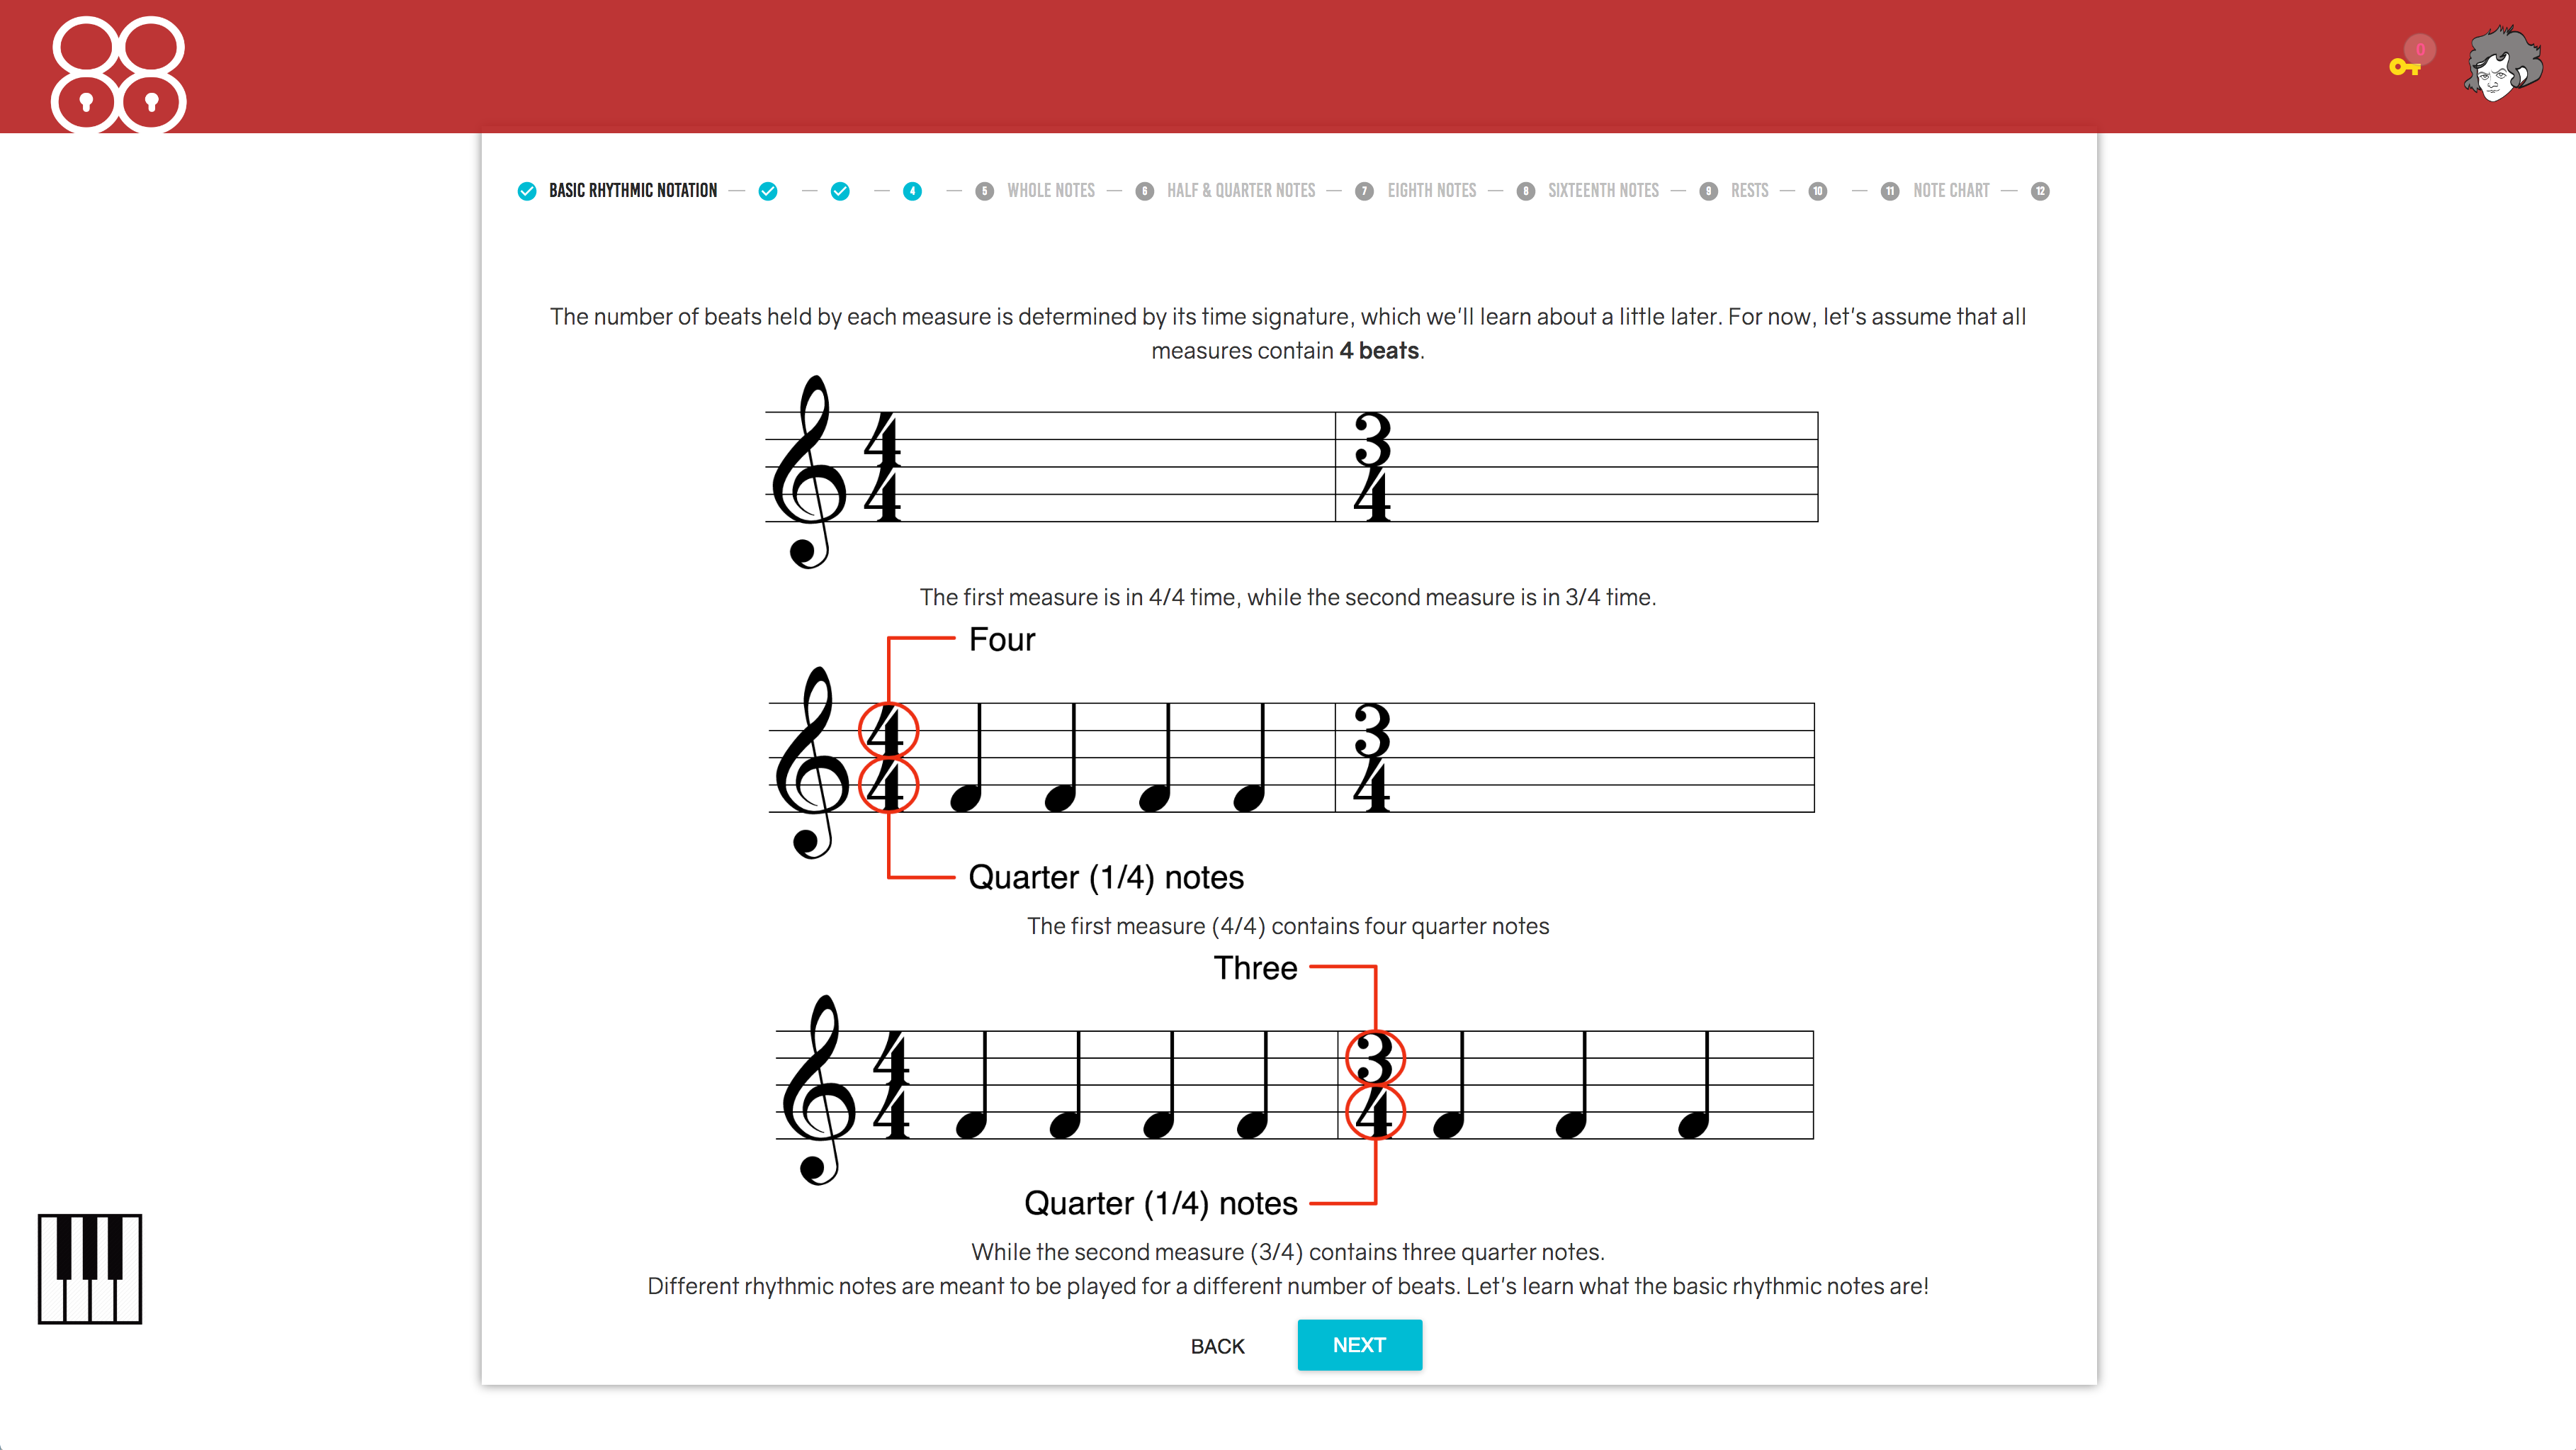 0
BASIC RHYTHMIC NOTATION 4 5 WHOLE NOTES 6 HALF & QUARTER NOTES 7 EIGHTH NOTES 8 SIXTEENTH NOTES 9 RESTS 10 11 NOTE CHART 12
The number of beats held by each measure is determined by its time signature, which we'll learn about a little later. For now, let's assume that all
measures contain 4 beats.
4 3
4 4
The first measure is in 4/4 time, while the second measure is in 3/4 time.
Four
4 3
4 4
Quarter (1/4) notes
The first measure (4/4) contains four quarter notes
Three
4 3
4 4
Quarter (1/4) notes
While the second measure (3/4) contains three quarter notes.
Different rhythmic notes are meant to be played for a different number of beats. Let's learn what the basic rhythmic notes are!
BACK NEXT